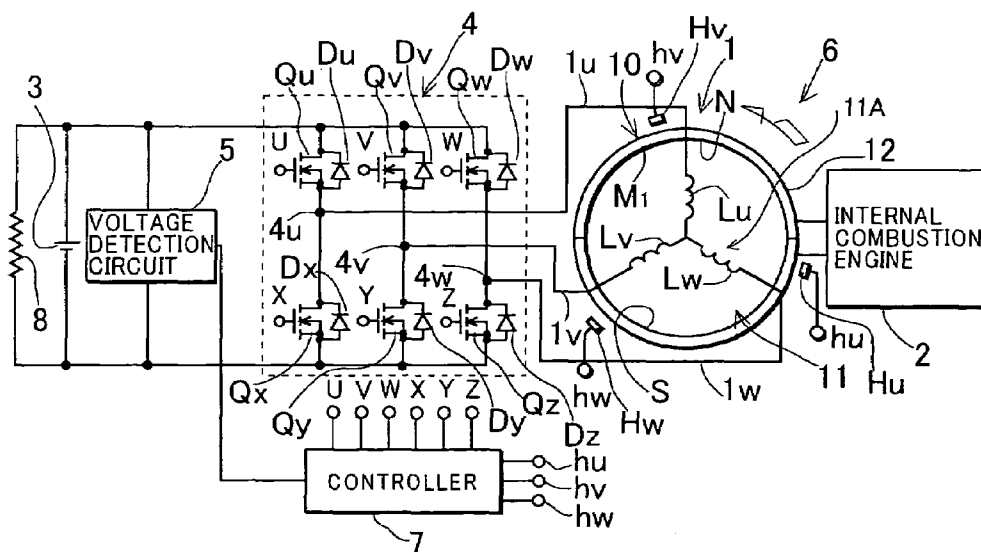 4
Du
Dv
Dw
Qu
Qv
Qw
1u
hv
Hv
1
6
10
N
11A
12
3
5
U
V
W
M1
VOLTAGE
DETECTION
CIRCUIT
4u
Lu
Lv
Lw
INTERNAL
COMBUSTION
ENGINE
8
Dx
4v
4w
X
Y
Z
1v
hw
Hw
S
1w
11
hu
Hu
2
Qx
Qy
U V W X Y Z
Dy
Qz
Dz
CONTROLLER
hu
hv
hw
7